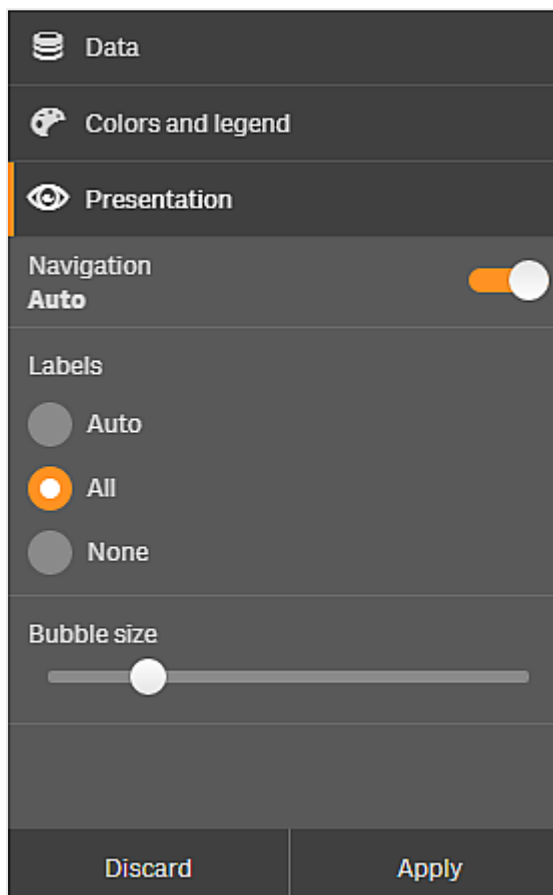 Data
Colors and legend
Presentation
Navigation
Auto
Labels
Auto
All
None
Bubble size
Discard
Apply